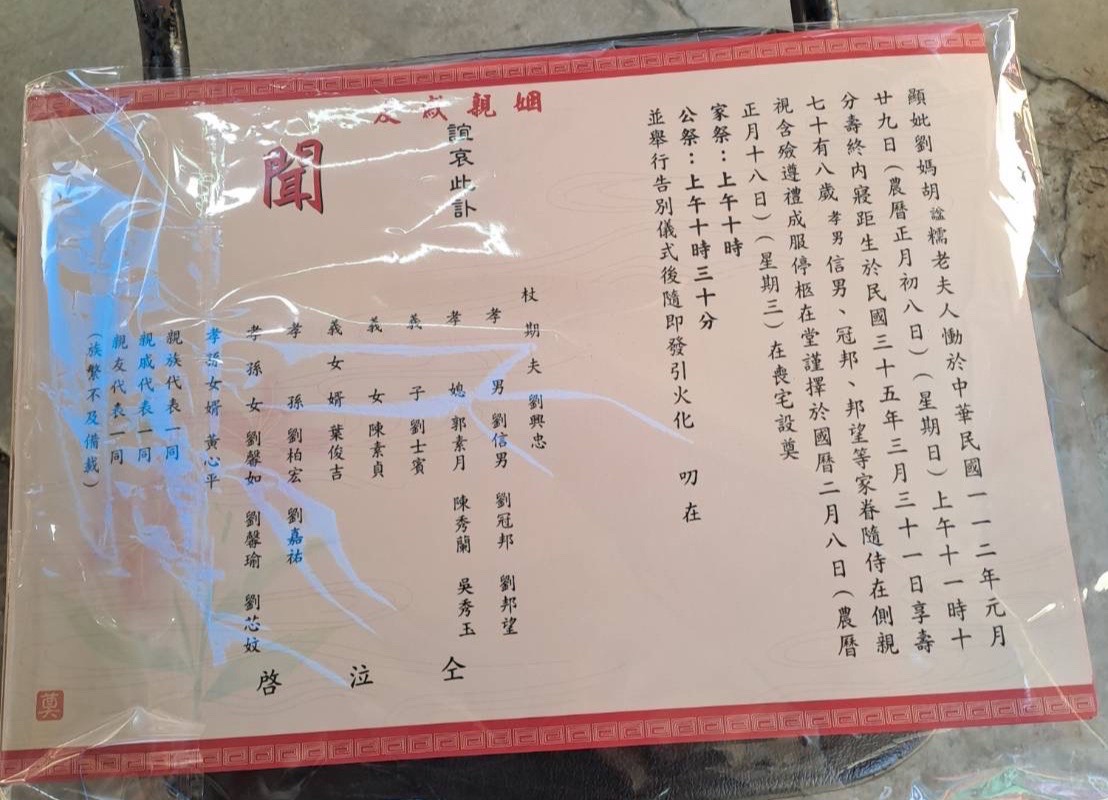 顯妣劉媽胡諡糯老夫人慟於中華民國一一二年元月
廿九日（農曆正月初八日）（星期日）上午十一時十
分壽終內寢距生於民國三十五年三月三十一日享壽
七十有八歲孝男信男、冠邦、邦望等家眷隨侍在側親
視含殮遵禮成服停柩在堂謹擇於國曆二月八日（農曆
正月十八日）（星期三）在喪宅設奠
家祭：上午十時
公祭：上午十時三十分
並舉行告別儀式後隨即發引火化 叨在
姻親戚友
誼哀此訃
聞
杖期夫 劉興忠
孝男 劉信男 劉冠邦 劉邦望
孝媳 郭素月 陳秀蘭 吳秀玉
義子 劉士賓
義女 陳素貞
義女婿 葉俊吉
孝孫 劉柏宏 劉嘉祐
孝孫女 劉馨如 劉馨瑜 劉芯妏
孝孫女婿 黃心平
親族代表一同
親戚代表一同
親友代表一同
（族繁不及備載）
仝泣啓
奠